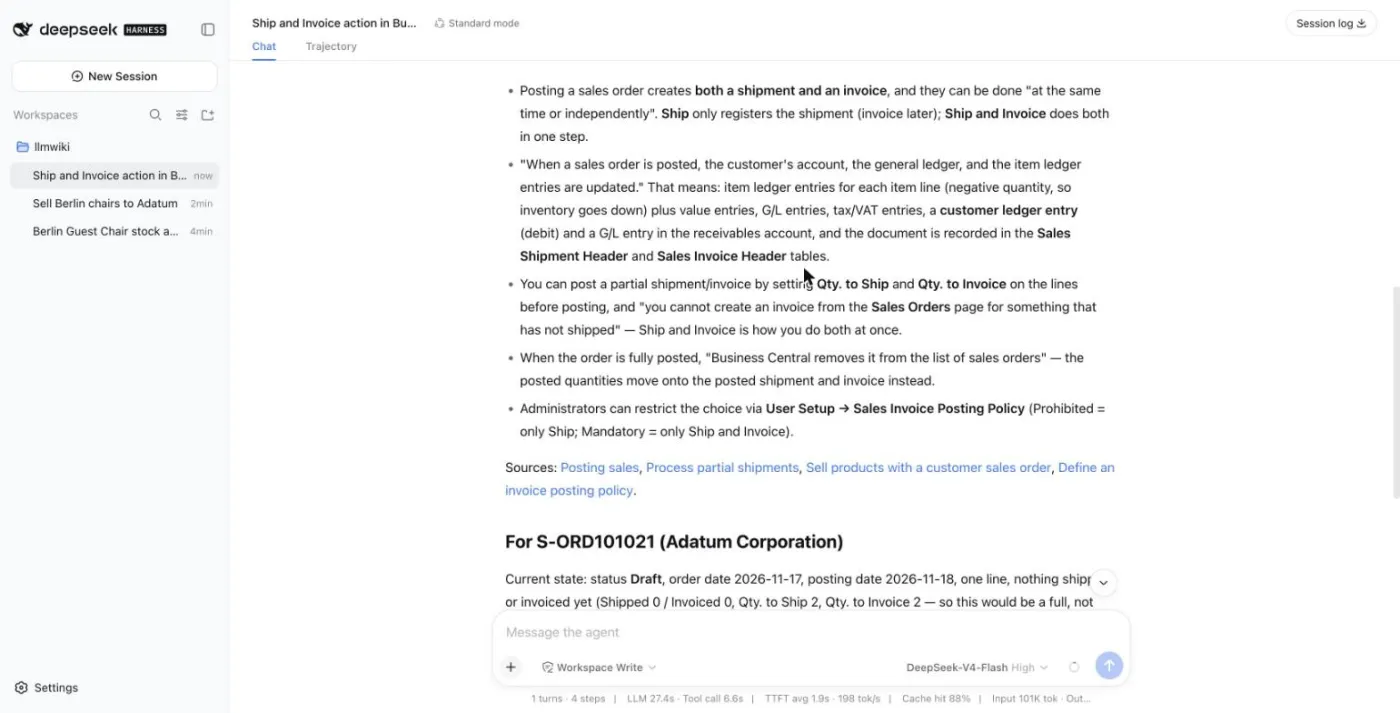 deepseek HARNESS
New Session
Workspaces
llmwiki
Ship and Invoice action in B... now
Sell Berlin chairs to Adatum 2min
Berlin Guest Chair stock a... 4min
Settings
Ship and Invoice action in Bu...
Standard mode
Session log
Chat
Trajectory
• Posting a sales order creates both a shipment and an invoice, and they can be done "at the same
time or independently". Ship only registers the shipment (invoice later); Ship and Invoice does both
in one step.
• "When a sales order is posted, the customer's account, the general ledger, and the item ledger
entries are updated." That means: item ledger entries for each item line (negative quantity, so
inventory goes down) plus value entries, G/L entries, tax/VAT entries, a customer ledger entry
(debit) and a G/L entry in the receivables account, and the document is recorded in the Sales
Shipment Header and Sales Invoice Header tables.
• You can post a partial shipment/invoice by setting Qty. to Ship and Qty. to Invoice on the lines
before posting, and "you cannot create an invoice from the Sales Orders page for something that
has not shipped" — Ship and Invoice is how you do both at once.
• When the order is fully posted, "Business Central removes it from the list of sales orders" — the
posted quantities move onto the posted shipment and invoice instead.
• Administrators can restrict the choice via User Setup → Sales Invoice Posting Policy (Prohibited =
only Ship; Mandatory = only Ship and Invoice).
Sources: Posting sales, Process partial shipments, Sell products with a customer sales order, Define an
invoice posting policy.
For S-ORD101021 (Adatum Corporation)
Current state: status Draft, order date 2026-11-17, posting date 2026-11-18, one line, nothing shipp
or invoiced yet (Shipped 0 / Invoiced 0, Qty. to Ship 2, Qty. to Invoice 2 — so this would be a full, not
Message the agent
Workspace Write
DeepSeek-V4-Flash High
1 turns · 4 steps | LLM 27.4s · Tool call 6.6s | TTFT avg 1.9s · 198 tok/s | Cache hit 88% | Input 101K tok · Out...